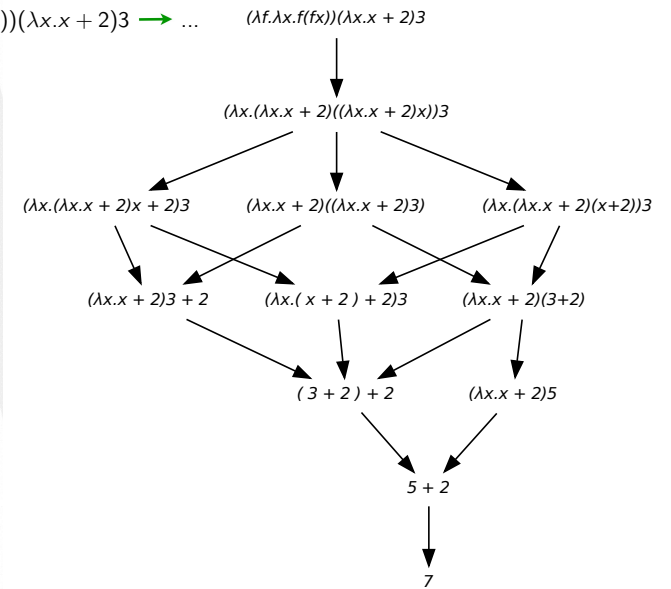 ))(λx.x + 2)3 → ... (λf.λx.f(fx))(λx.x + 2)3
(λx.(λx.x + 2)((λx.x + 2)x))3
(λx.(λx.x + 2)x + 2)3 (λx.x + 2)((λx.x + 2)3) (λx.(λx.x + 2)(x+2))3
(λx.x + 2)3 + 2 (λx.( x + 2 ) + 2)3 (λx.x + 2)(3+2)
( 3 + 2 ) + 2 (λx.x + 2)5
5 + 2
7